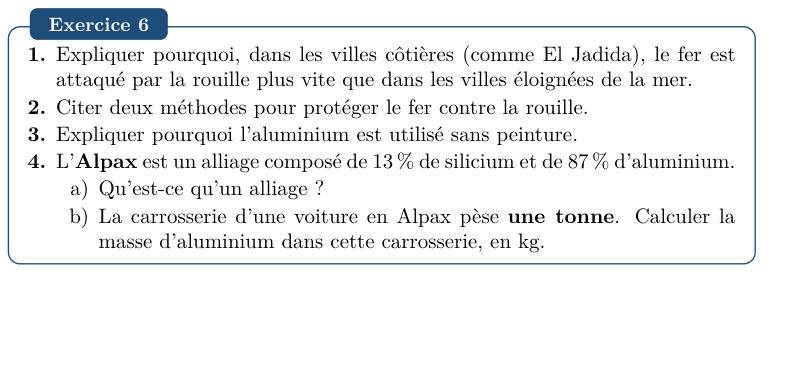 Exercice 6
1. Expliquer pourquoi, dans les villes côtières (comme El Jadida), le fer est
attaqué par la rouille plus vite que dans les villes éloignées de la mer.
2. Citer deux méthodes pour protéger le fer contre la rouille.
3. Expliquer pourquoi l'aluminium est utilisé sans peinture.
4. L'Alpax est un alliage composé de 13 % de silicium et de 87 % d'aluminium.
a) Qu'est-ce qu'un alliage ?
b) La carrosserie d'une voiture en Alpax pèse une tonne. Calculer la
masse d'aluminium dans cette carrosserie, en kg.